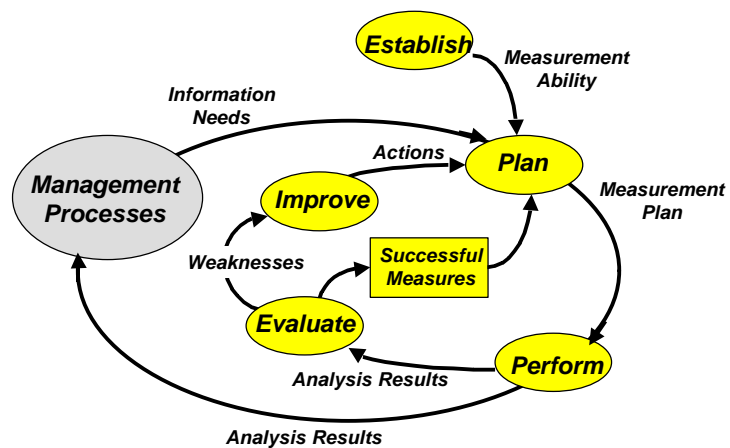 Establish
Measurement
Ability
Information
Needs
Plan
Actions
Management
Processes
Improve
Measurement
Plan
Weaknesses
Successful
Measures
Evaluate
Perform
Analysis Results
Analysis Results